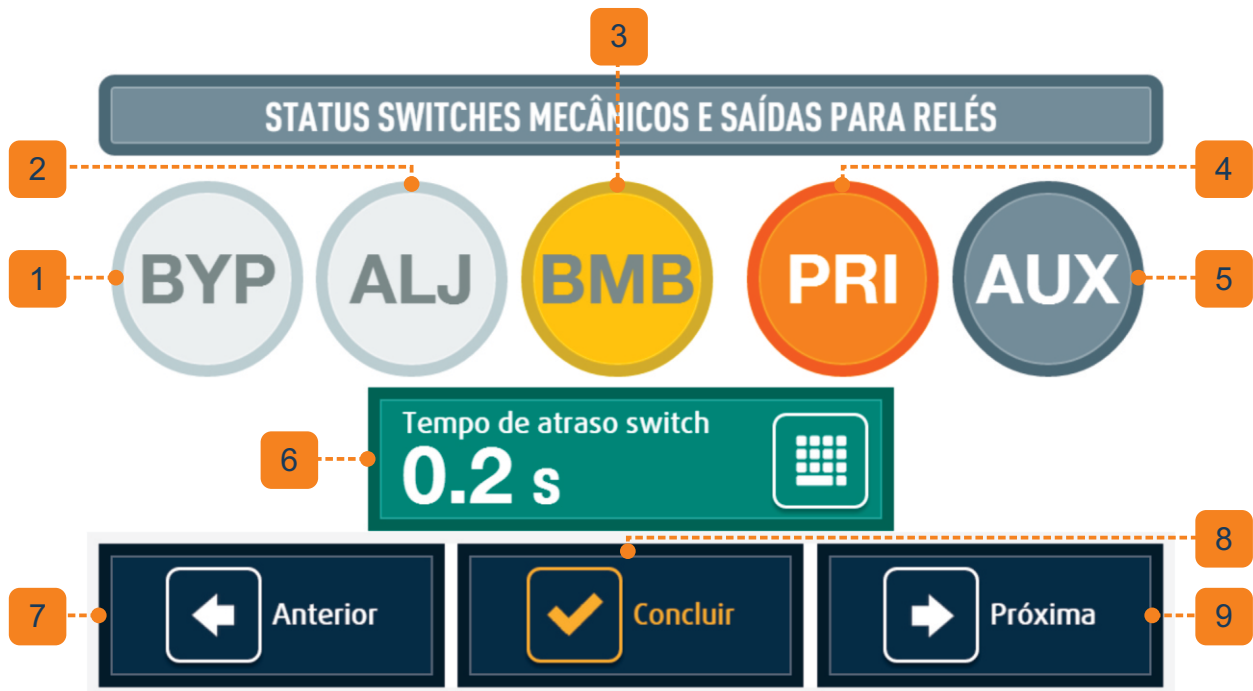 3
STATUS SWITCHES MECÂNICOS E SAÍDAS PARA RELÉS
2
4
1
BYP
ALJ
BMB
PRI
AUX
5
Tempo de atraso switch
6
0.2 s
8
7
Anterior
Concluir
Próxima
9